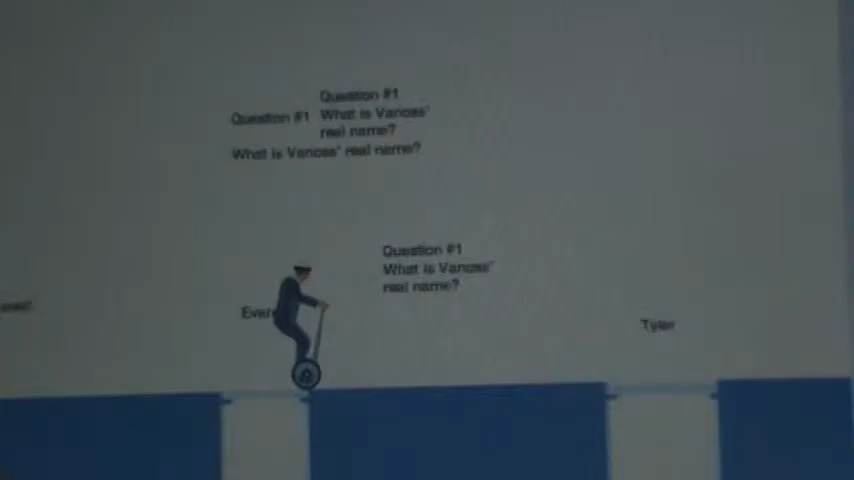 Question #1
Question #1
What is Vanoss'
real name?
What is Vanoss' real name?
Question #1
What is Vanoss'
real name?
Tyler